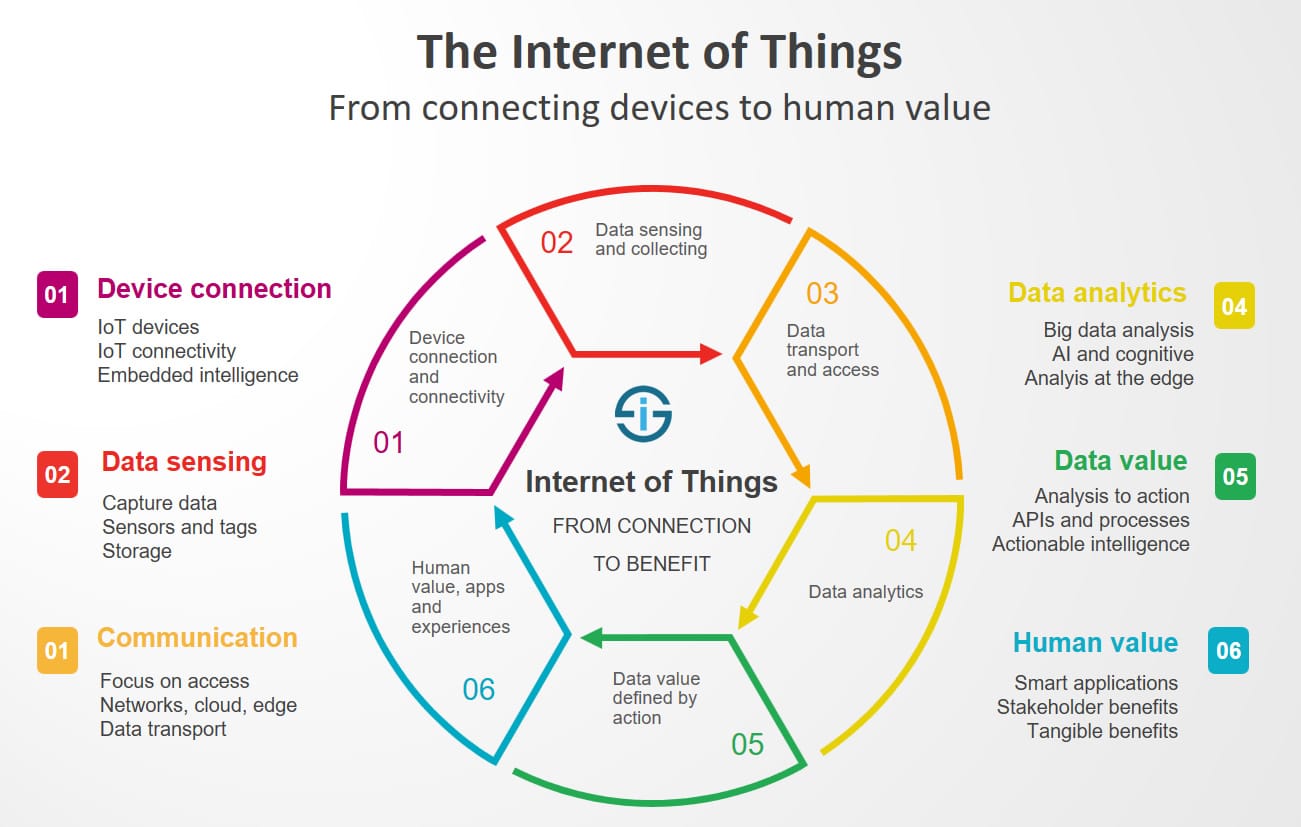 The Internet of Things
From connecting devices to human value
01
Device connection
IoT devices
IoT connectivity
Embedded intelligence
02
Data sensing
Capture data
Sensors and tags
Storage
01
Communication
Focus on access
Networks, cloud, edge
Data transport
01
Device
connection
and
connectivity
02
Data sensing
and collecting
03
Data
transport
and access
04
Data analytics
05
Data value
defined by
action
06
Human
value, apps
and
experiences
i
Internet of Things
FROM CONNECTION
TO BENEFIT
Data analytics
04
Big data analysis
AI and cognitive
Analyis at the edge
Data value
05
Analysis to action
APIs and processes
Actionable intelligence
Human value
06
Smart applications
Stakeholder benefits
Tangible benefits